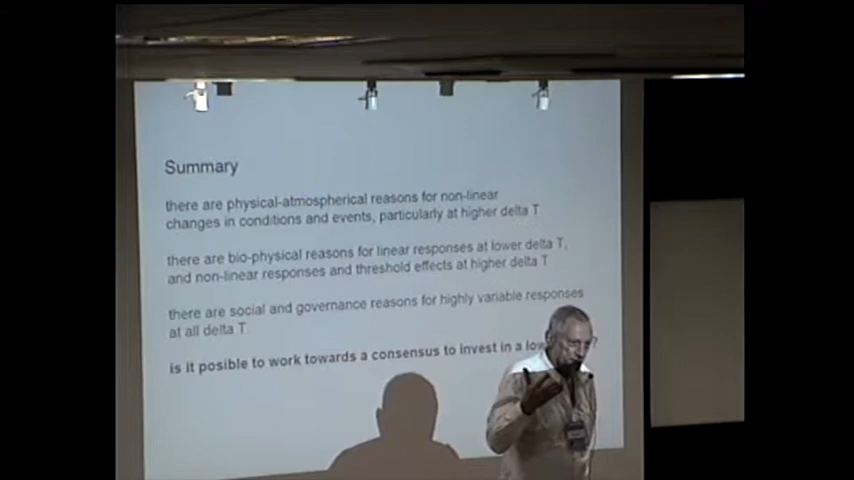 Summary
there are physical-atmospherical reasons for non-linear
changes in conditions and events, particularly at higher delta T
there are bio-physical reasons for linear responses at lower delta T,
and non-linear responses and threshold effects at higher delta T
there are social and governance reasons for highly variable responses
at all delta T
is it posible to work towards a consensus to invest in a